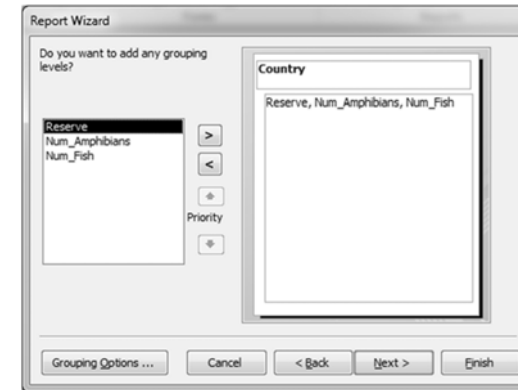 Report Wizard
Do you want to add any grouping
levels?
Reserve
Num_Amphibians
Num_Fish
>
<
Priority
Country
Reserve, Num_Amphibians, Num_Fish
Grouping Options ...
Cancel
< Back
Next >
Finish